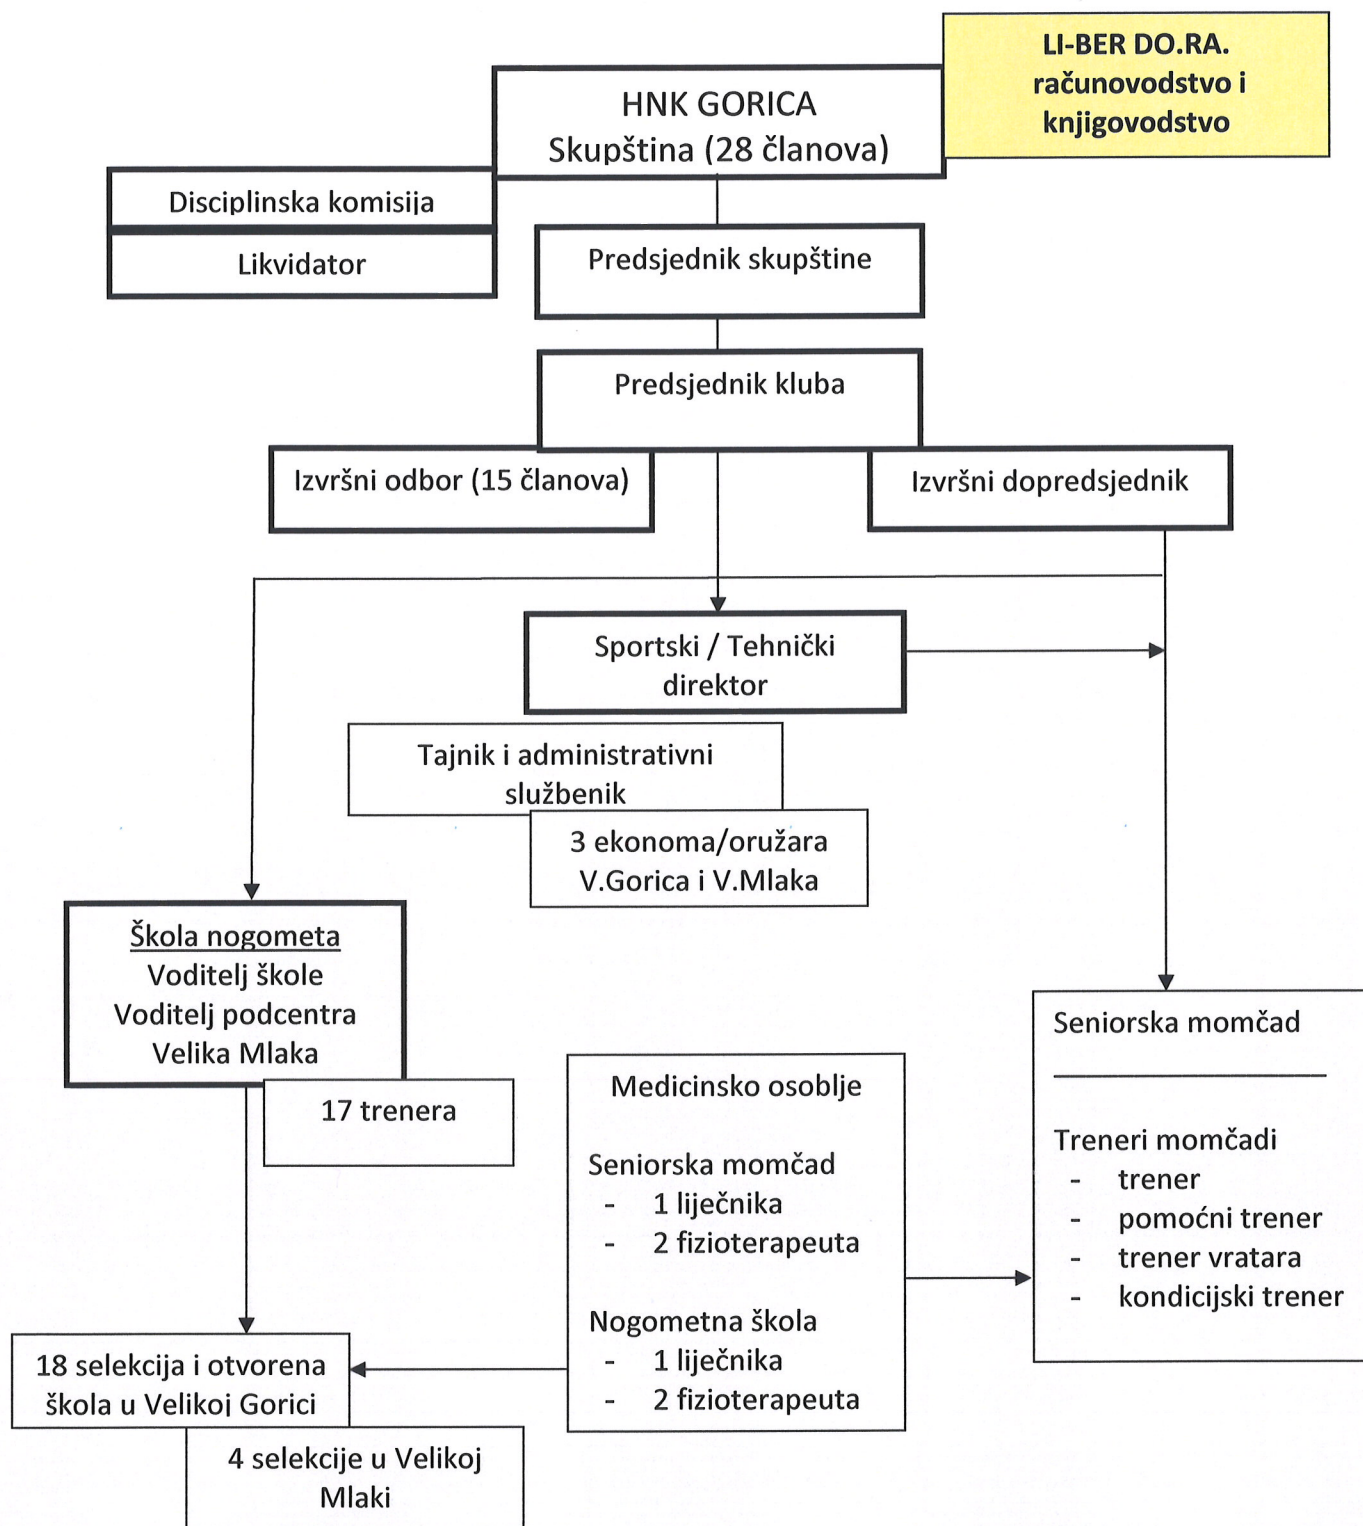 LI-BER DO.RA.
računovodstvo i
knjigovodstvo
HNK GORICA
Skupština (28 članova)
Disciplinska komisija
Likvidator
Predsjednik skupštine
Predsjednik kluba
Izvršni odbor (15 članova)
Izvršni dopredsjednik
Sportski / Tehnički
direktor
Tajnik i administrativni
službenik
3 ekonoma/oružara
V.Gorica i V.Mlaka
Škola nogometa
Voditelj škole
Voditelj podcentra
Velika Mlaka
17 trenera
Medicinsko osoblje
Seniorska momčad
- 1 liječnika
- 2 fizioterapeuta
Nogometna škola
- 1 liječnika
- 2 fizioterapeuta
Seniorska momčad
Treneri momčadi
- trener
- pomoćni trener
- trener vratara
- kondicijski trener
18 selekcija i otvorena
škola u Velikoj Gorici
4 selekcije u Velikoj
Mlaki